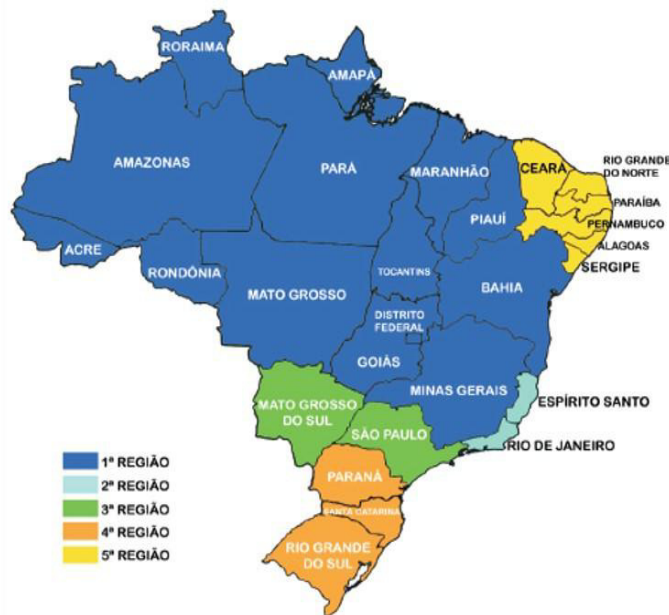 RORAIMA
AMAPÁ
AMAZONAS
PARÁ
MARANHÃO
CEARÁ
RIO GRANDE
DO NORTE
PARAÍBA
PIAUÍ
PERNAMBUCO
ALAGOAS
SERGIPE
ACRE
RONDÔNIA
TOCANTINS
MATO GROSSO
BAHIA
DISTRITO
FEDERAL
GOIÁS
MINAS GERAIS
ESPÍRITO SANTO
MATO GROSSO
DO SUL
SÃO PAULO
RIO DE JANEIRO
PARANÁ
SANTA CATARINA
RIO GRANDE
DO SUL
1ª REGIÃO
2ª REGIÃO
3ª REGIÃO
4ª REGIÃO
5ª REGIÃO